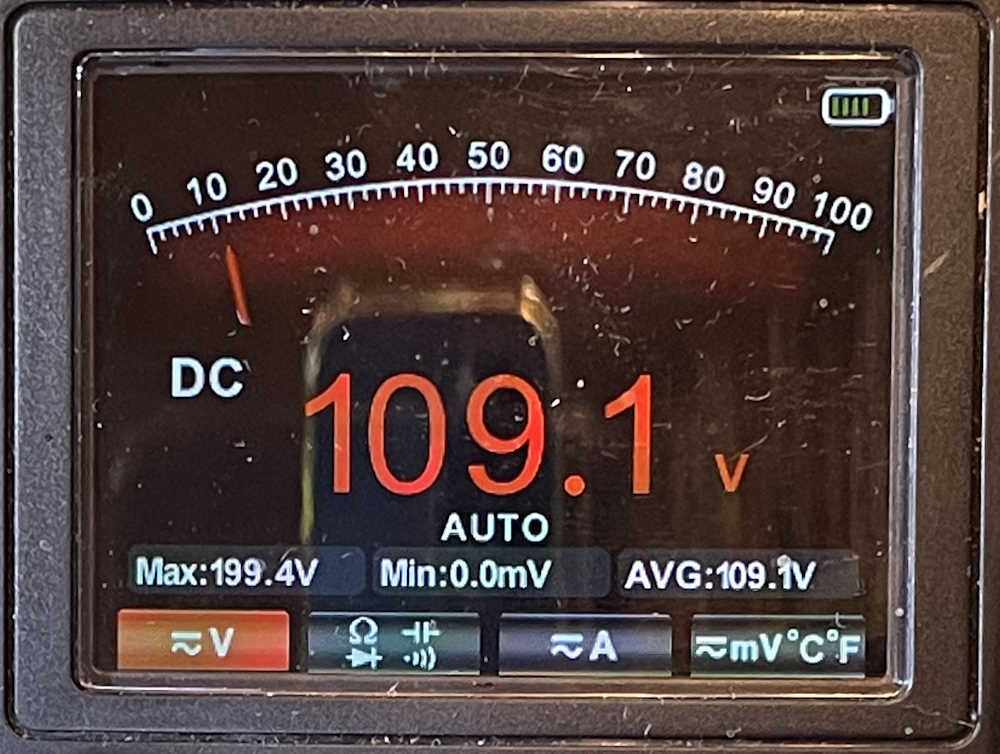 0 10 20 30 40 50 60 70 80 90 100
DC
109.1 V
AUTO
Max:199.4V Min:0.0mV AVG:109.1V
≂V Ω ≂A ≂mV°C°F